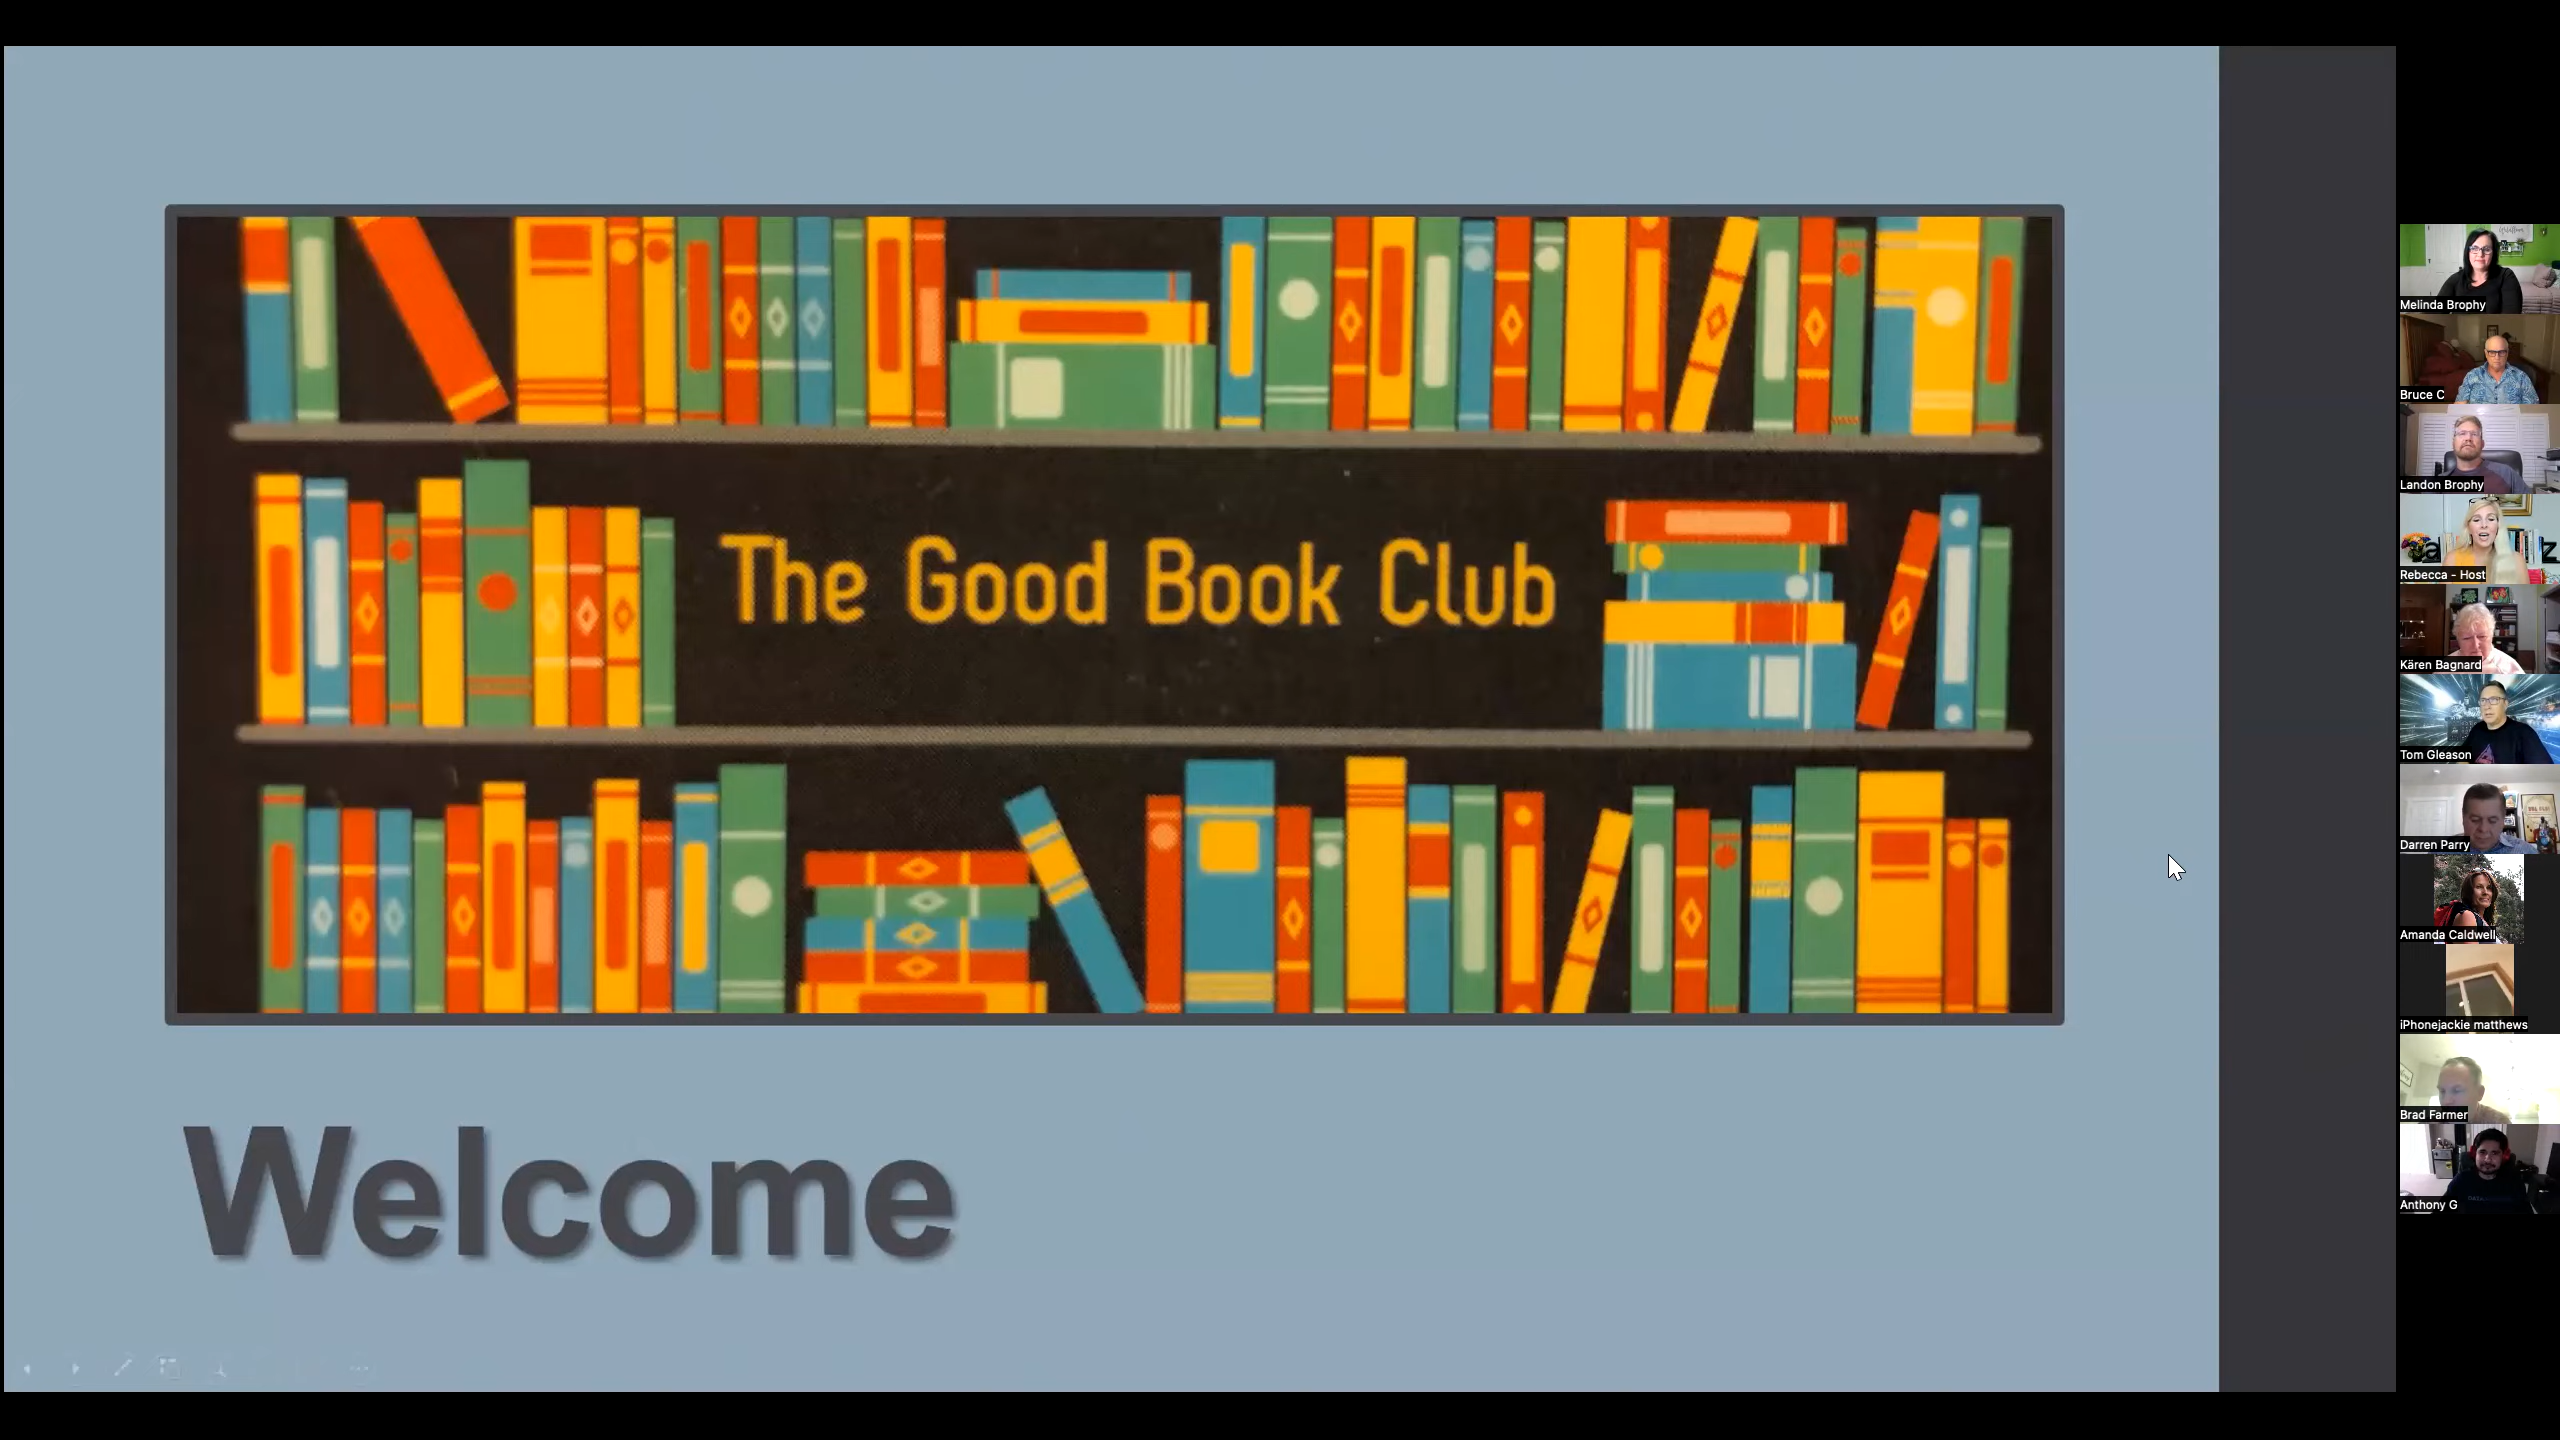 The Good Book Club
Welcome
Melinda Brophy
Bruce C
Landon Brophy
Rebecca - Host
Kären Bagnard
Tom Gleason
Darren Parry
Amanda Caldwell
iPhonejackie matthews
Brad Farmer
Anthony G